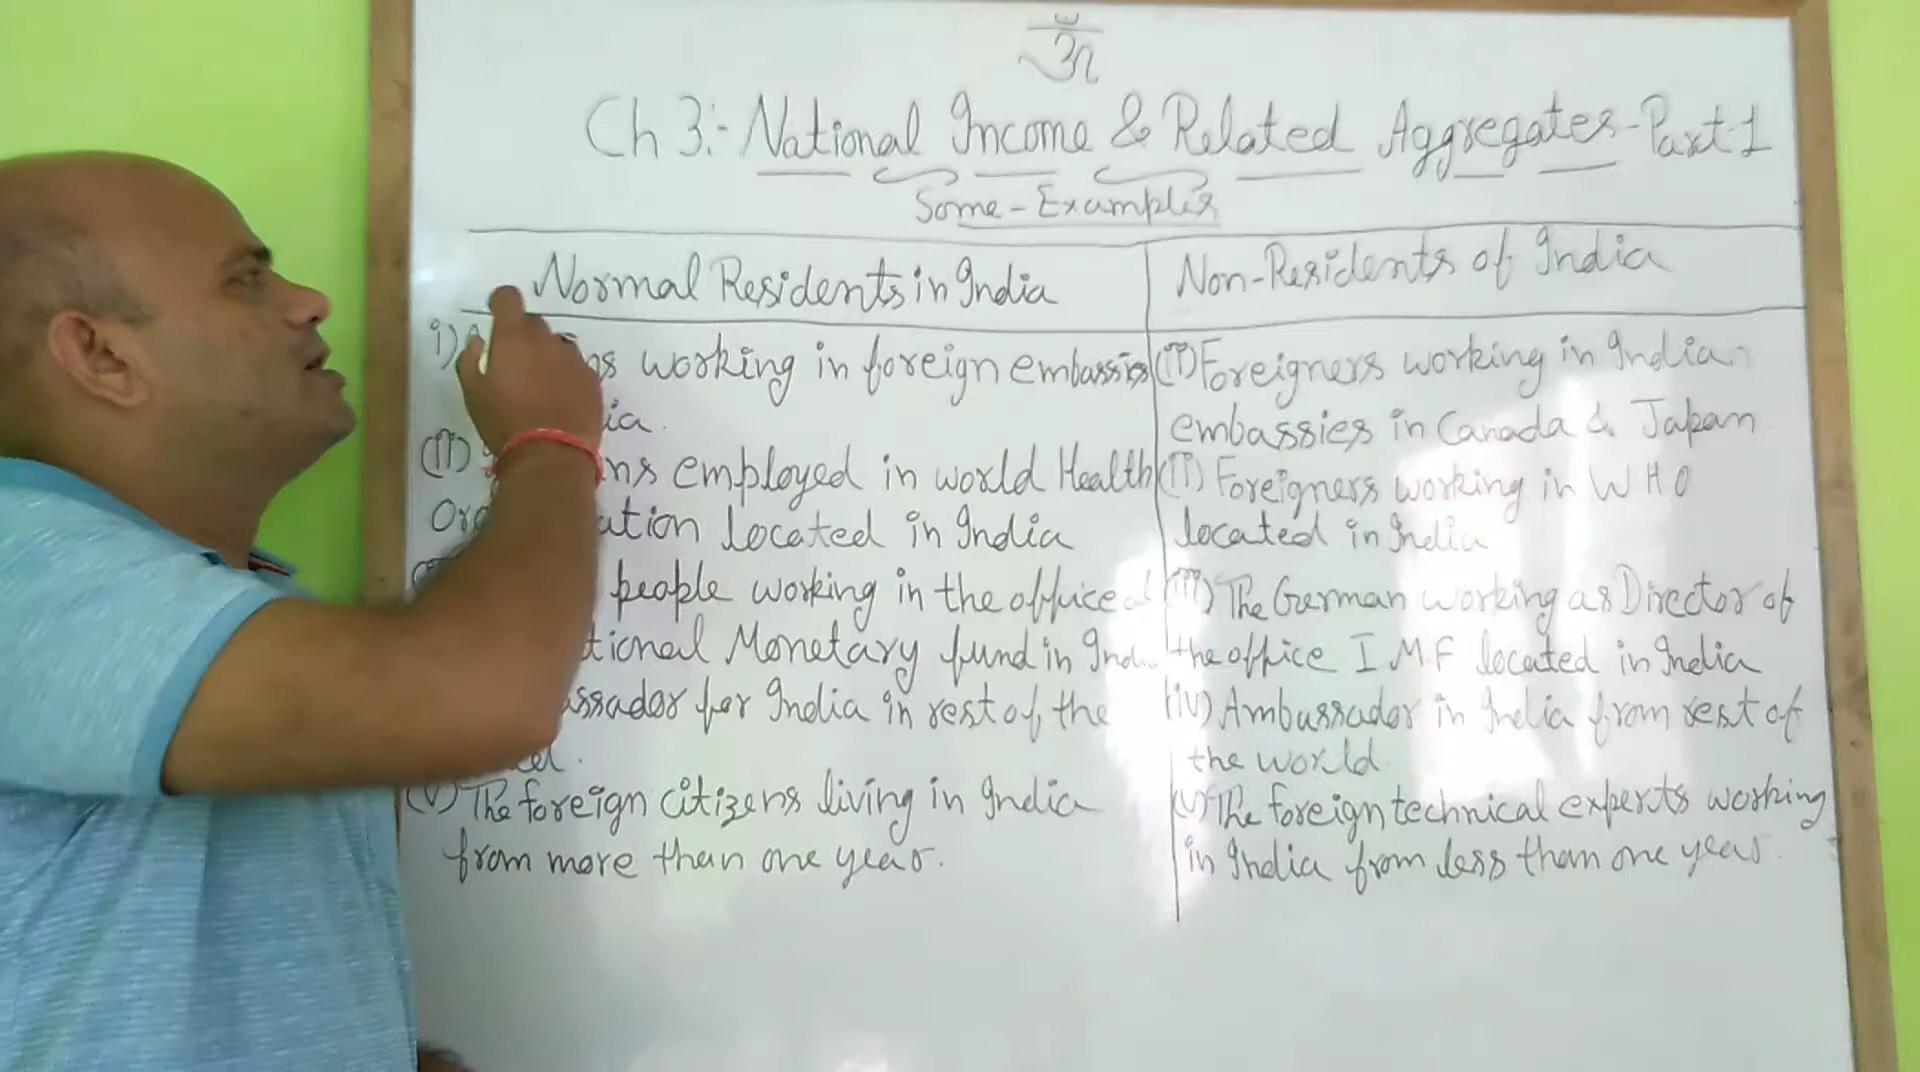 ॐ
Ch 3:- National Income & Related Aggregates - Part-1
Some - Examples
Normal Residents in India
Non-Residents of India
i) working in foreign embassies
(II) employed in world Health
located in India
people working in the office of
Monetary fund in
for India in rest of the
(V) The foreign citizens living in India
from more than one year.
(i) Foreigners working in Indian
embassies in Canada & Japan
(II) Foreigners working in W H O
located in India
(III) The German working as Director of
the office I M.F located in India
(iv) Ambussador in India from rest of
the world.
(V) The foreign technical experts working
in India from less than one year.